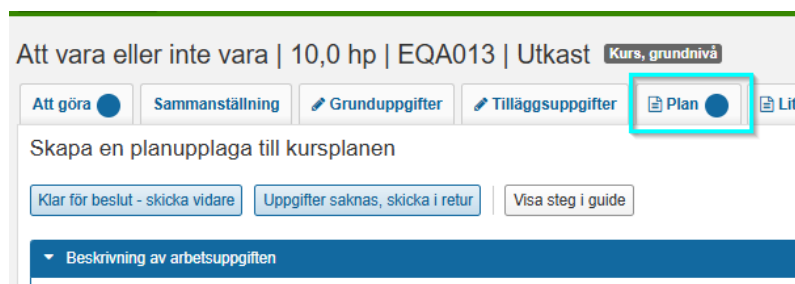 Att vara eller inte vara | 10,0 hp | EQA013 | Utkast Kurs, grundnivå
Att göra Sammanställning Grunduppgifter Tilläggsuppgifter Plan Lit
Skapa en planupplaga till kursplanen
Klar för beslut - skicka vidare Uppgifter saknas, skicka i retur Visa steg i guide
Beskrivning av arbetsuppgiften